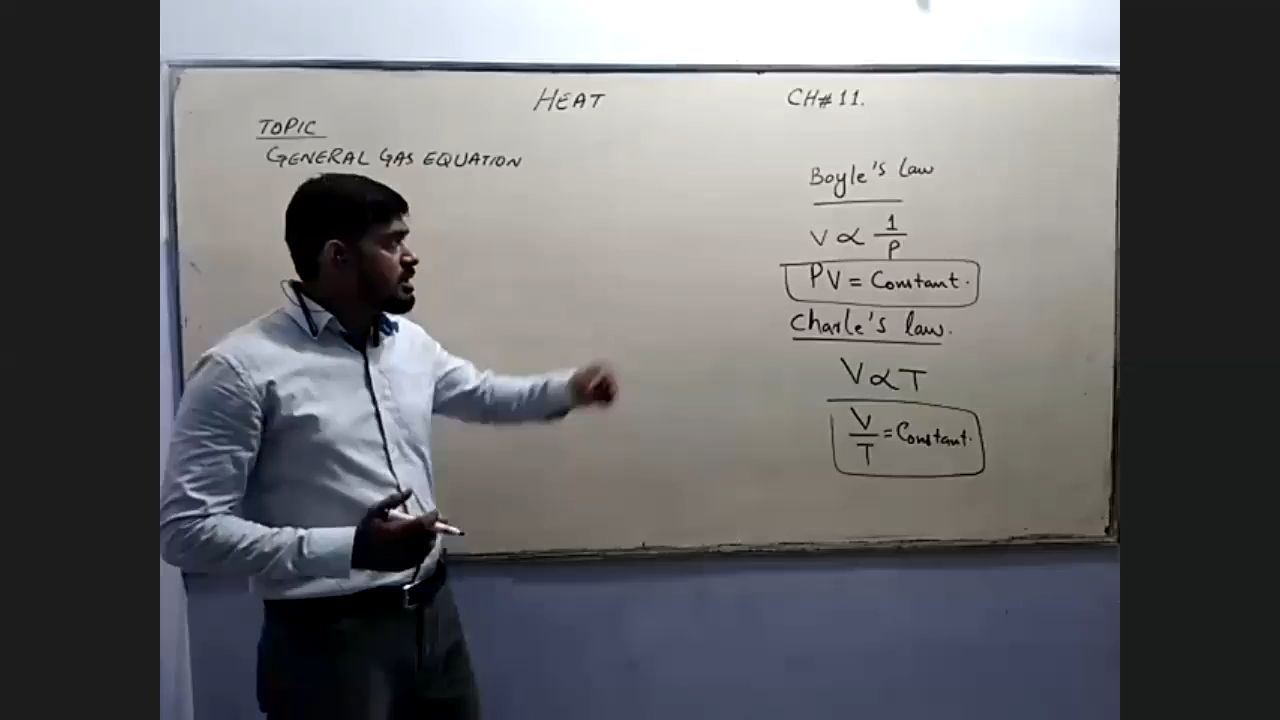 HEAT
CH# 11.
TOPIC
GENERAL GAS EQUATION
Boyle's law
V ∝ 1/P
PV = Constant.
Charle's law.
V ∝ T
V/T = Constant.